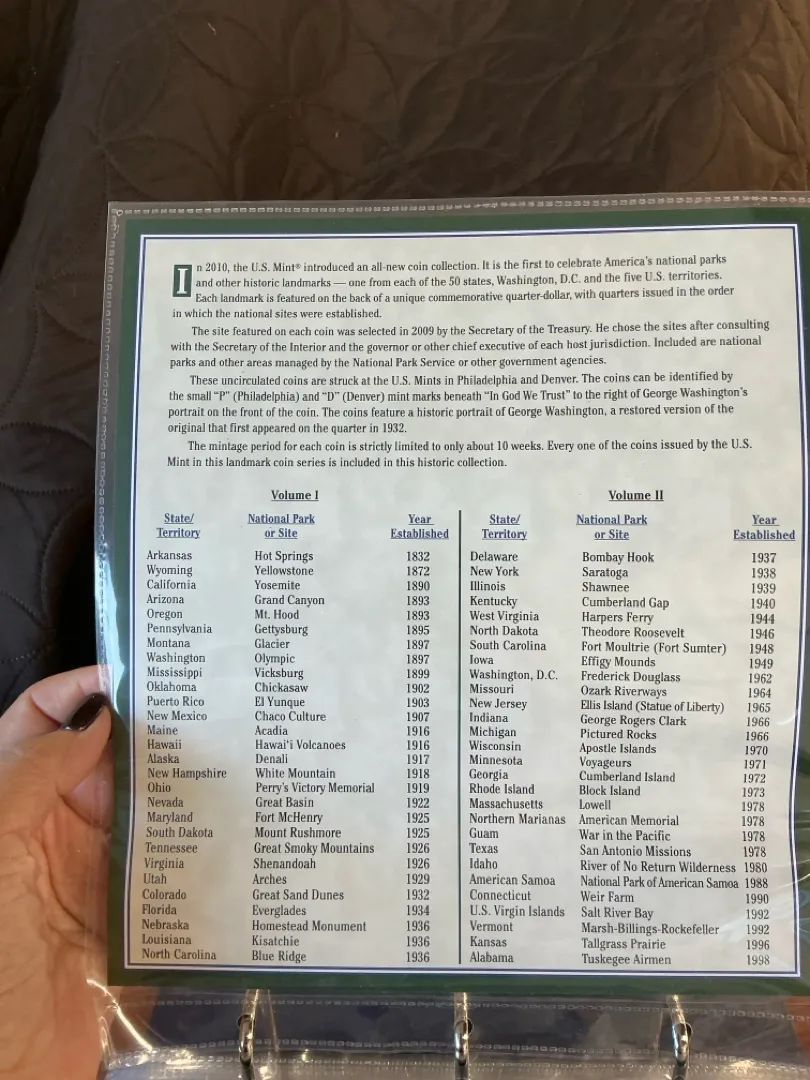 In 2010, the U.S. Mint® introduced an all-new coin collection. It is the first to celebrate America's national parks
and other historic landmarks — one from each of the 50 states, Washington, D.C. and the five U.S. territories.
Each landmark is featured on the back of a unique commemorative quarter-dollar, with quarters issued in the order
in which the national sites were established.
The site featured on each coin was selected in 2009 by the Secretary of the Treasury. He chose the sites after consulting
with the Secretary of the Interior and the governor or other chief executive of each host jurisdiction. Included are national
parks and other areas managed by the National Park Service or other government agencies.
These uncirculated coins are struck at the U.S. Mints in Philadelphia and Denver. The coins can be identified by
the small "P" (Philadelphia) and "D" (Denver) mint marks beneath "In God We Trust" to the right of George Washington's
portrait on the front of the coin. The coins feature a historic portrait of George Washington, a restored version of the
original that first appeared on the quarter in 1932.
The mintage period for each coin is strictly limited to only about 10 weeks. Every one of the coins issued by the U.S.
Mint in this landmark coin series is included in this historic collection.
Volume I
State/ National Park Year
Territory or Site Established
Arkansas Hot Springs 1832
Wyoming Yellowstone 1872
California Yosemite 1890
Arizona Grand Canyon 1893
Oregon Mt. Hood 1893
Pennsylvania Gettysburg 1895
Montana Glacier 1897
Washington Olympic 1897
Mississippi Vicksburg 1899
Oklahoma Chickasaw 1902
Puerto Rico El Yunque 1903
New Mexico Chaco Culture 1907
Maine Acadia 1916
Hawaii Hawai'i Volcanoes 1916
Alaska Denali 1917
New Hampshire White Mountain 1918
Ohio Perry's Victory Memorial 1919
Nevada Great Basin 1922
Maryland Fort McHenry 1925
South Dakota Mount Rushmore 1925
Tennessee Great Smoky Mountains 1926
Virginia Shenandoah 1926
Utah Arches 1929
Colorado Great Sand Dunes 1932
Florida Everglades 1934
Nebraska Homestead Monument 1936
Louisiana Kisatchie 1936
North Carolina Blue Ridge 1936
Volume II
State/ National Park Year
Territory or Site Established
Delaware Bombay Hook 1937
New York Saratoga 1938
Illinois Shawnee 1939
Kentucky Cumberland Gap 1940
West Virginia Harpers Ferry 1944
North Dakota Theodore Roosevelt 1946
South Carolina Fort Moultrie (Fort Sumter) 1948
Iowa Effigy Mounds 1949
Washington, D.C. Frederick Douglass 1962
Missouri Ozark Riverways 1964
New Jersey Ellis Island (Statue of Liberty) 1965
Indiana George Rogers Clark 1966
Michigan Pictured Rocks 1966
Wisconsin Apostle Islands 1970
Minnesota Voyageurs 1971
Georgia Cumberland Island 1972
Rhode Island Block Island 1973
Massachusetts Lowell 1978
Northern Marianas American Memorial 1978
Guam War in the Pacific 1978
Texas San Antonio Missions 1978
Idaho River of No Return Wilderness 1980
American Samoa National Park of American Samoa 1988
Connecticut Weir Farm 1990
U.S. Virgin Islands Salt River Bay 1992
Vermont Marsh-Billings-Rockefeller 1992
Kansas Tallgrass Prairie 1996
Alabama Tuskegee Airmen 1998